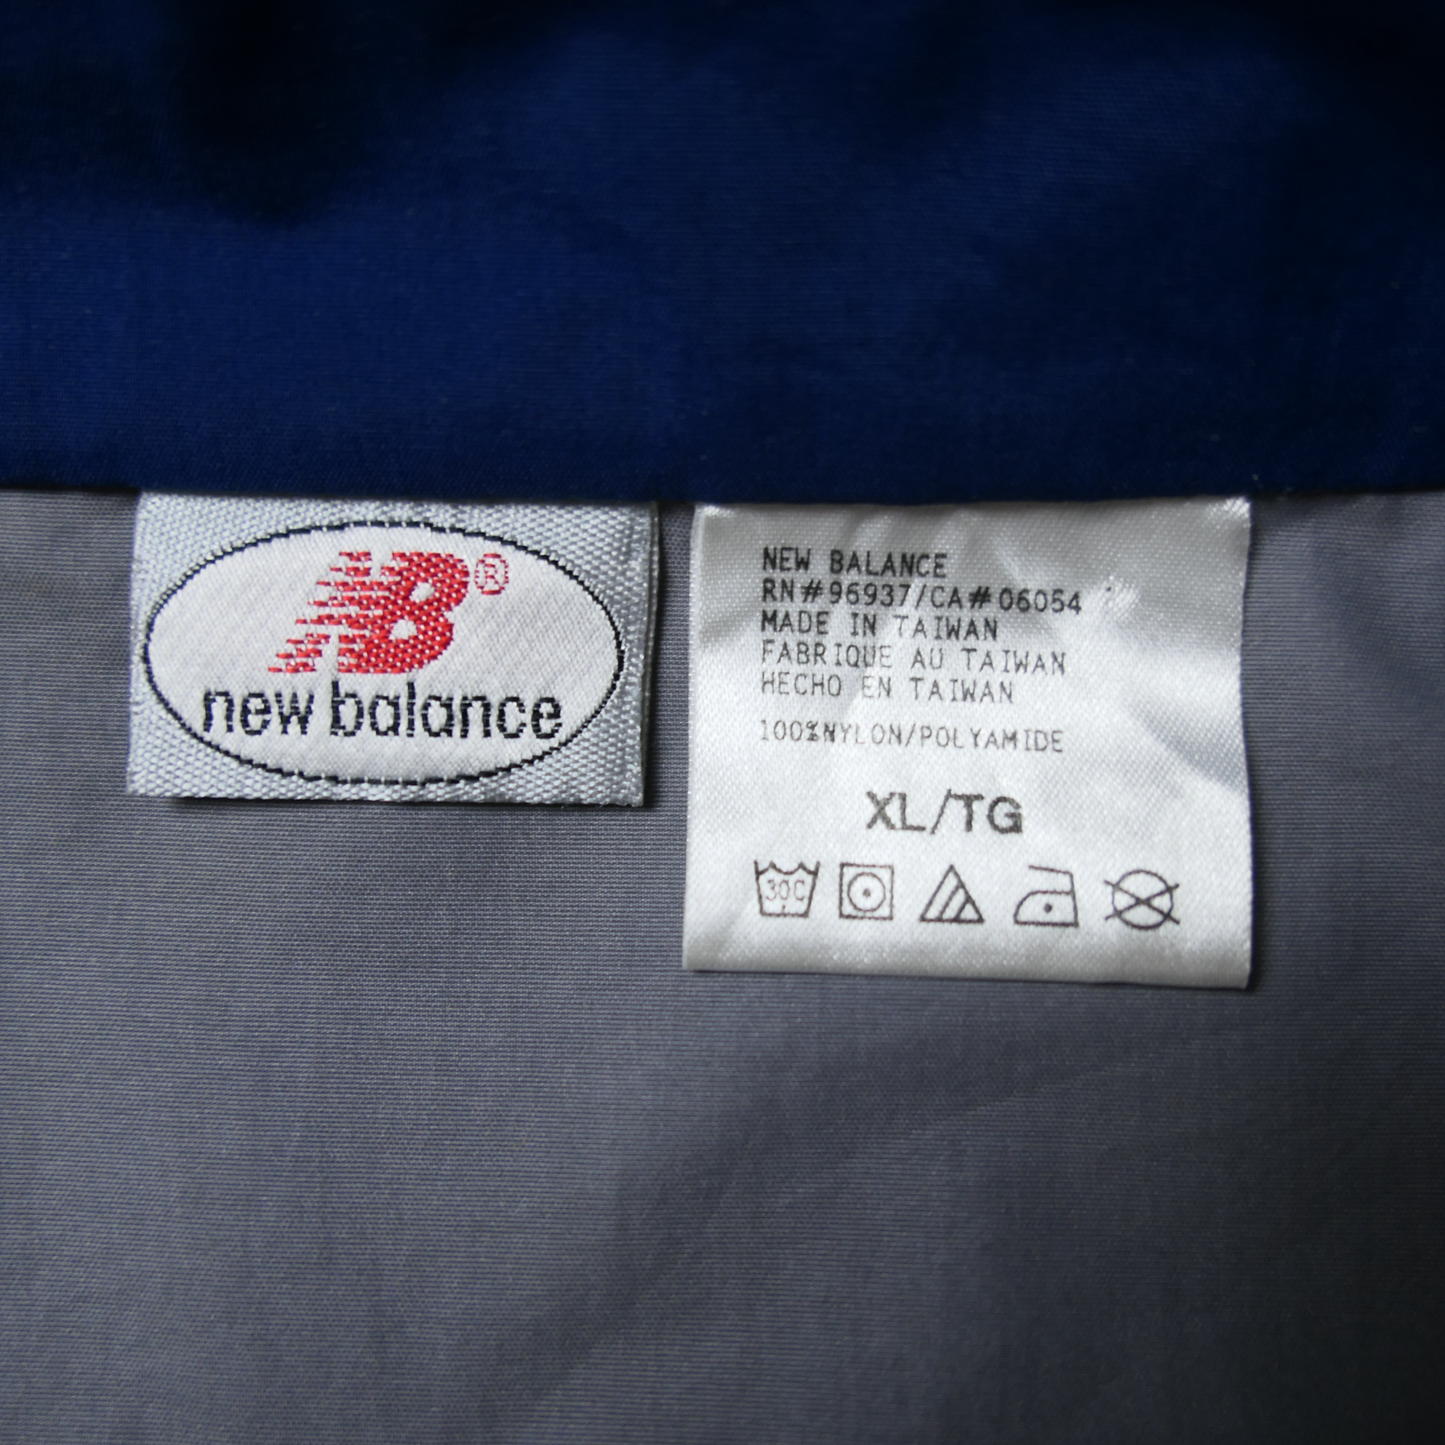 NB®
new balance
NEW BALANCE
RN#96937/CA#06054
MADE IN TAIWAN
FABRIQUE AU TAIWAN
HECHO EN TAIWAN
100%NYLON/POLYAMIDE
XL/TG
30C